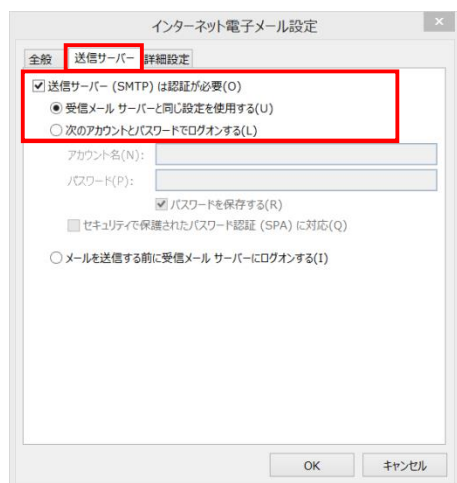 インターネット電子メール設定
全般 送信サーバー 詳細設定
送信サーバー (SMTP) は認証が必要(O)
受信メール サーバーと同じ設定を使用する(U)
次のアカウントとパスワードでログオンする(L)
アカウント名(N):
パスワード(P):
パスワードを保存する(R)
セキュリティで保護されたパスワード認証 (SPA) に対応(Q)
メールを送信する前に受信メール サーバーにログオンする(I)
OK キャンセル